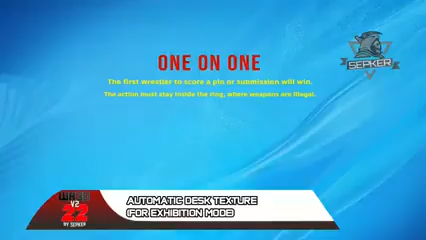 ONE ON ONE
SEPKER
The first wrestler to score a pin or submission will win.
The action must stay inside the ring, where weapons are illegal.
V2
22
BY SEPKER
AUTOMATIC DESK TEXTURE
(FOR EXHIBITION MODE)